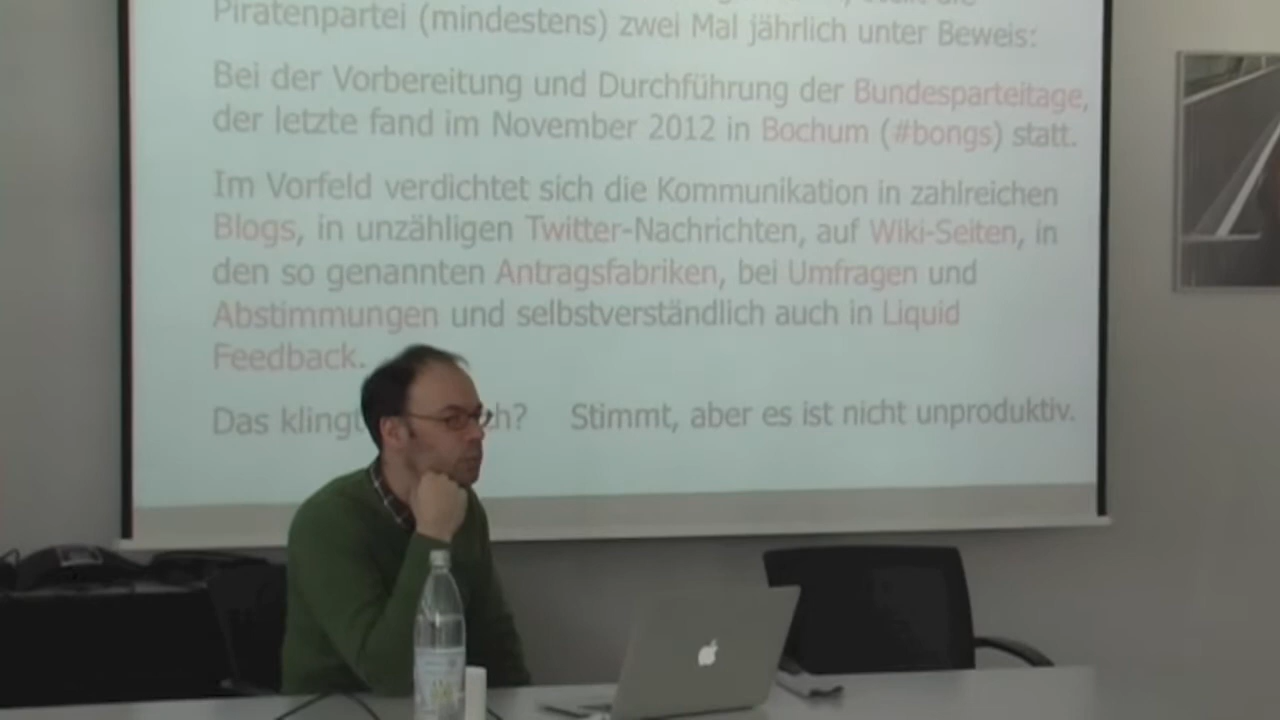 Piratenpartei (mindestens) zwei Mal jährlich unter Beweis:
Bei der Vorbereitung und Durchführung der Bundesparteitage,
der letzte fand im November 2012 in Bochum (#bongs) statt.
Im Vorfeld verdichtet sich die Kommunikation in zahlreichen
Blogs, in unzähligen Twitter-Nachrichten, auf Wiki-Seiten, in
den so genannten Antragsfabriken, bei Umfragen und
Abstimmungen und selbstverständlich auch in Liquid
Feedback.
Das klingt Stimmt, aber es ist nicht unproduktiv.